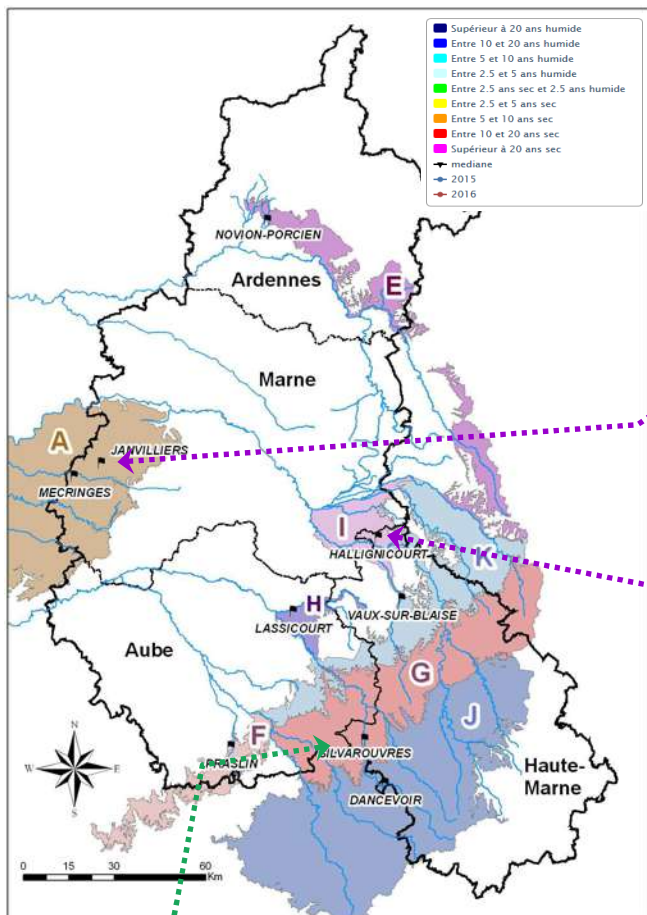 Supérieur à 20 ans humide
Entre 10 et 20 ans humide
Entre 5 et 10 ans humide
Entre 2.5 et 5 ans humide
Entre 2.5 ans sec et 2.5 ans humide
Entre 2.5 et 5 ans sec
Entre 5 et 10 ans sec
Entre 10 et 20 ans sec
Supérieur à 20 ans sec
mediane
2015
2016
NOVION-PORCIEN
Ardennes
E
Marne
A
JANVILLIERS
MECRINGES
I
HALLIGNICOURT
K
H
LASSICOURT
VAUX-SUR-BLAISE
Aube
G
J
F
PRASLIN
SILVAROUVRES
Haute-
Marne
DANCEVOIR
N
W
E
S
0 15 30 60
Km